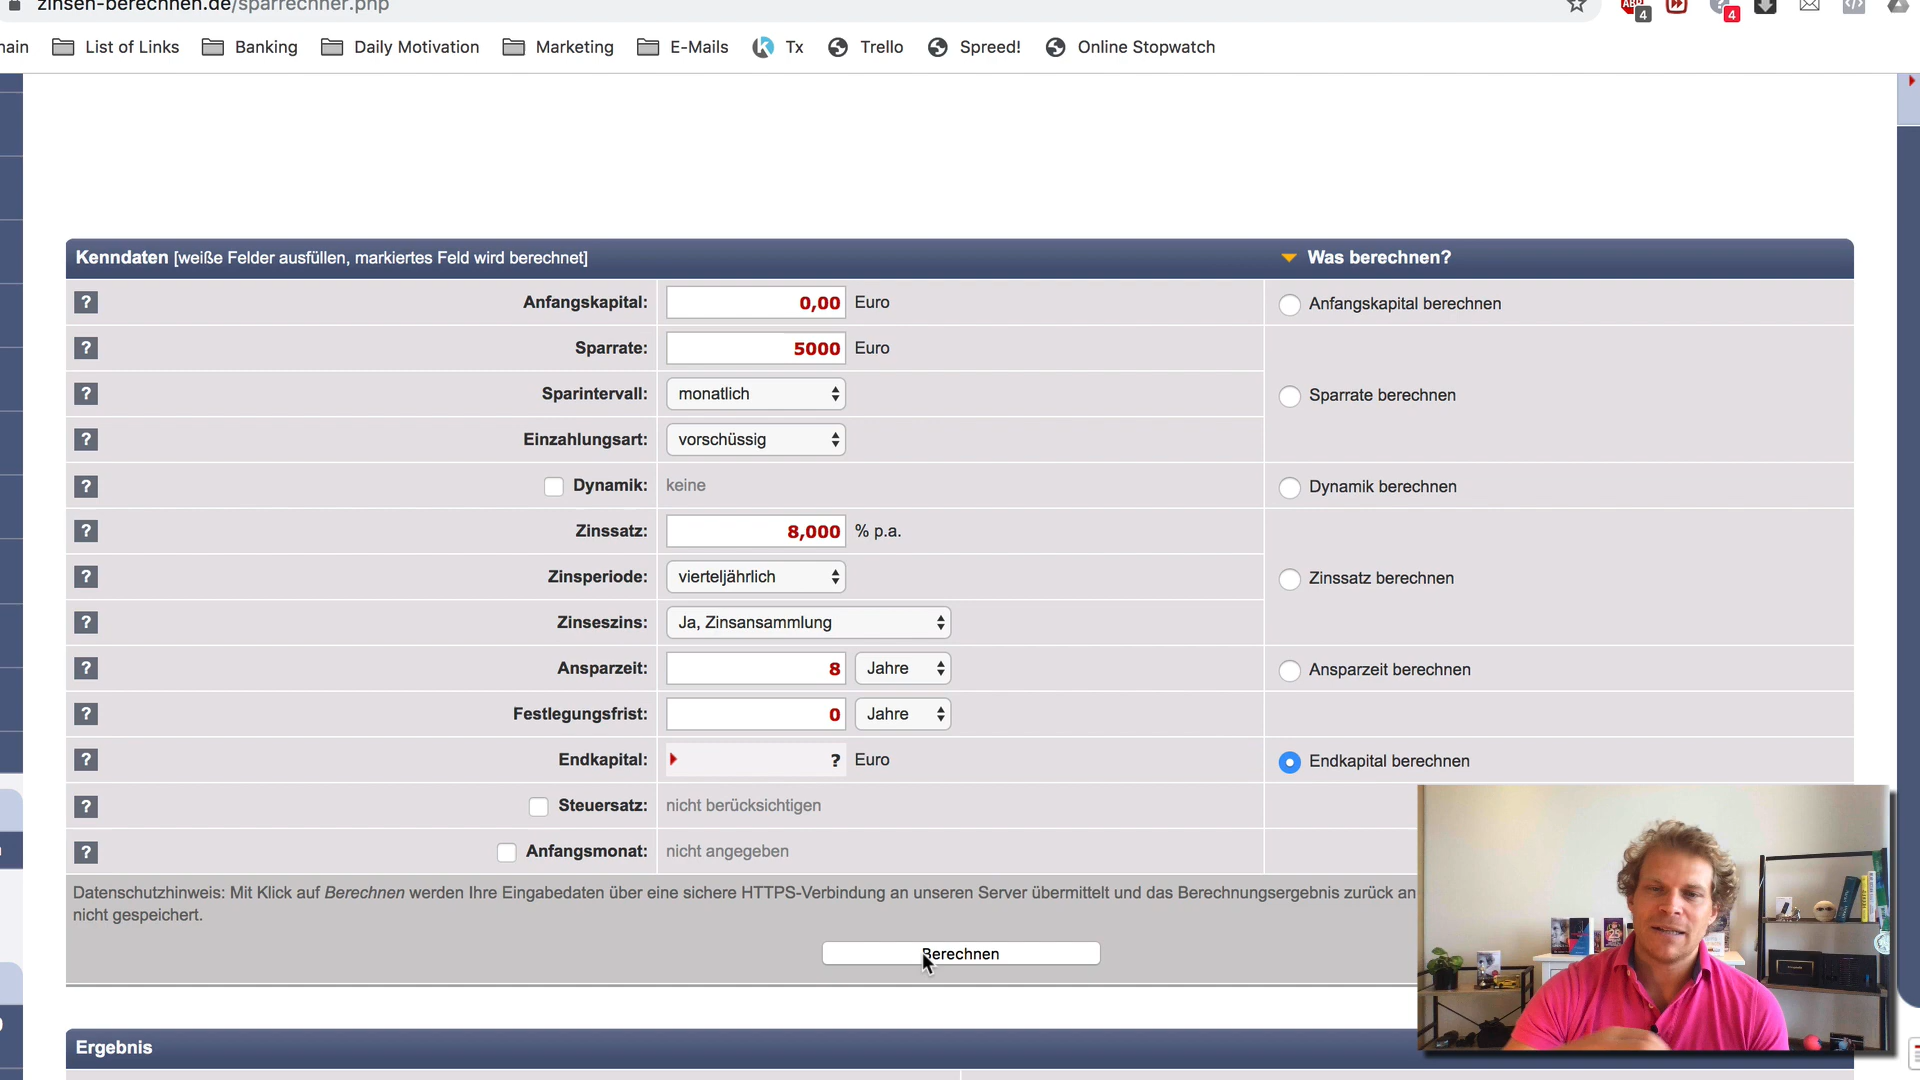 zinsen-berechnen.de/sparrechner.php
ABP 4 4
main List of Links Banking Daily Motivation Marketing E-Mails Tx Trello Spreed! Online Stopwatch
Kenndaten [weiße Felder ausfüllen, markiertes Feld wird berechnet] Was berechnen?
? Anfangskapital: 0,00 Euro Anfangskapital berechnen
? Sparrate: 5000 Euro
? Sparintervall: monatlich Sparrate berechnen
? Einzahlungsart: vorschüssig
? Dynamik: keine Dynamik berechnen
? Zinssatz: 8,000 % p.a.
? Zinsperiode: vierteljährlich Zinssatz berechnen
? Zinseszins: Ja, Zinsansammlung
? Ansparzeit: 8 Jahre Ansparzeit berechnen
? Festlegungsfrist: 0 Jahre
? Endkapital: ? Euro Endkapital berechnen
? Steuersatz: nicht berücksichtigen
? Anfangsmonat: nicht angegeben
Datenschutzhinweis: Mit Klick auf Berechnen werden Ihre Eingabedaten über eine sichere HTTPS-Verbindung an unseren Server übermittelt und das Berechnungsergebnis zurück an
nicht gespeichert.
Berechnen
Ergebnis